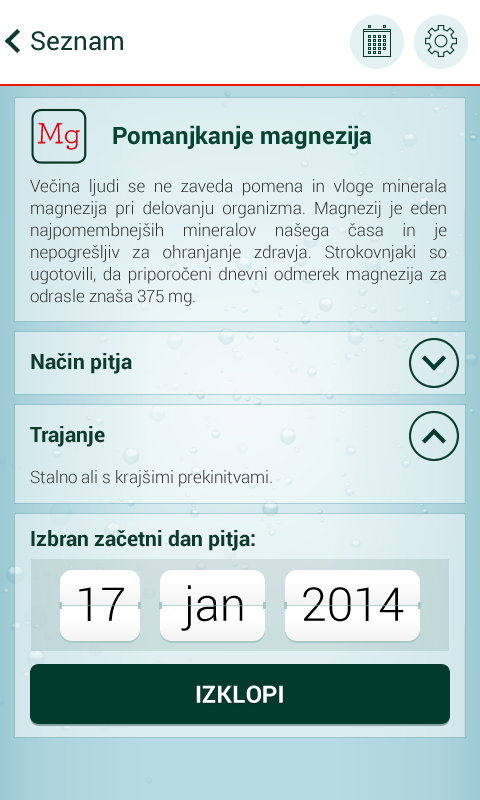 Seznam
Mg
Pomanjkanje magnezija
Večina ljudi se ne zaveda pomena in vloge minerala
magnezija pri delovanju organizma. Magnezij je eden
najpomembnejših mineralov našega časa in je
nepogrešljiv za ohranjanje zdravja. Strokovnjaki so
ugotovili, da priporočeni dnevni odmerek magnezija za
odrasle znaša 375 mg.
Način pitja
Trajanje
Stalno ali s krajšimi prekinitvami.
Izbran začetni dan pitja:
17 jan 2014
IZKLOPI